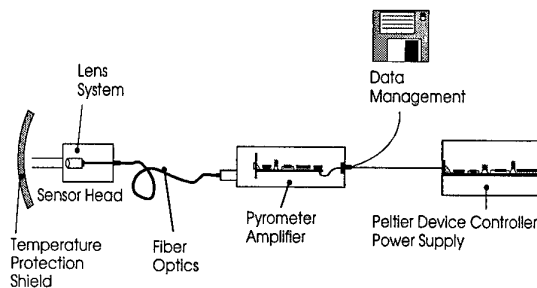 Lens
System
Data
Management
Sensor Head
Temperature
Protection
Shield
Fiber
Optics
Pyrometer
Amplifier
Peltier Device Controller
Power Supply